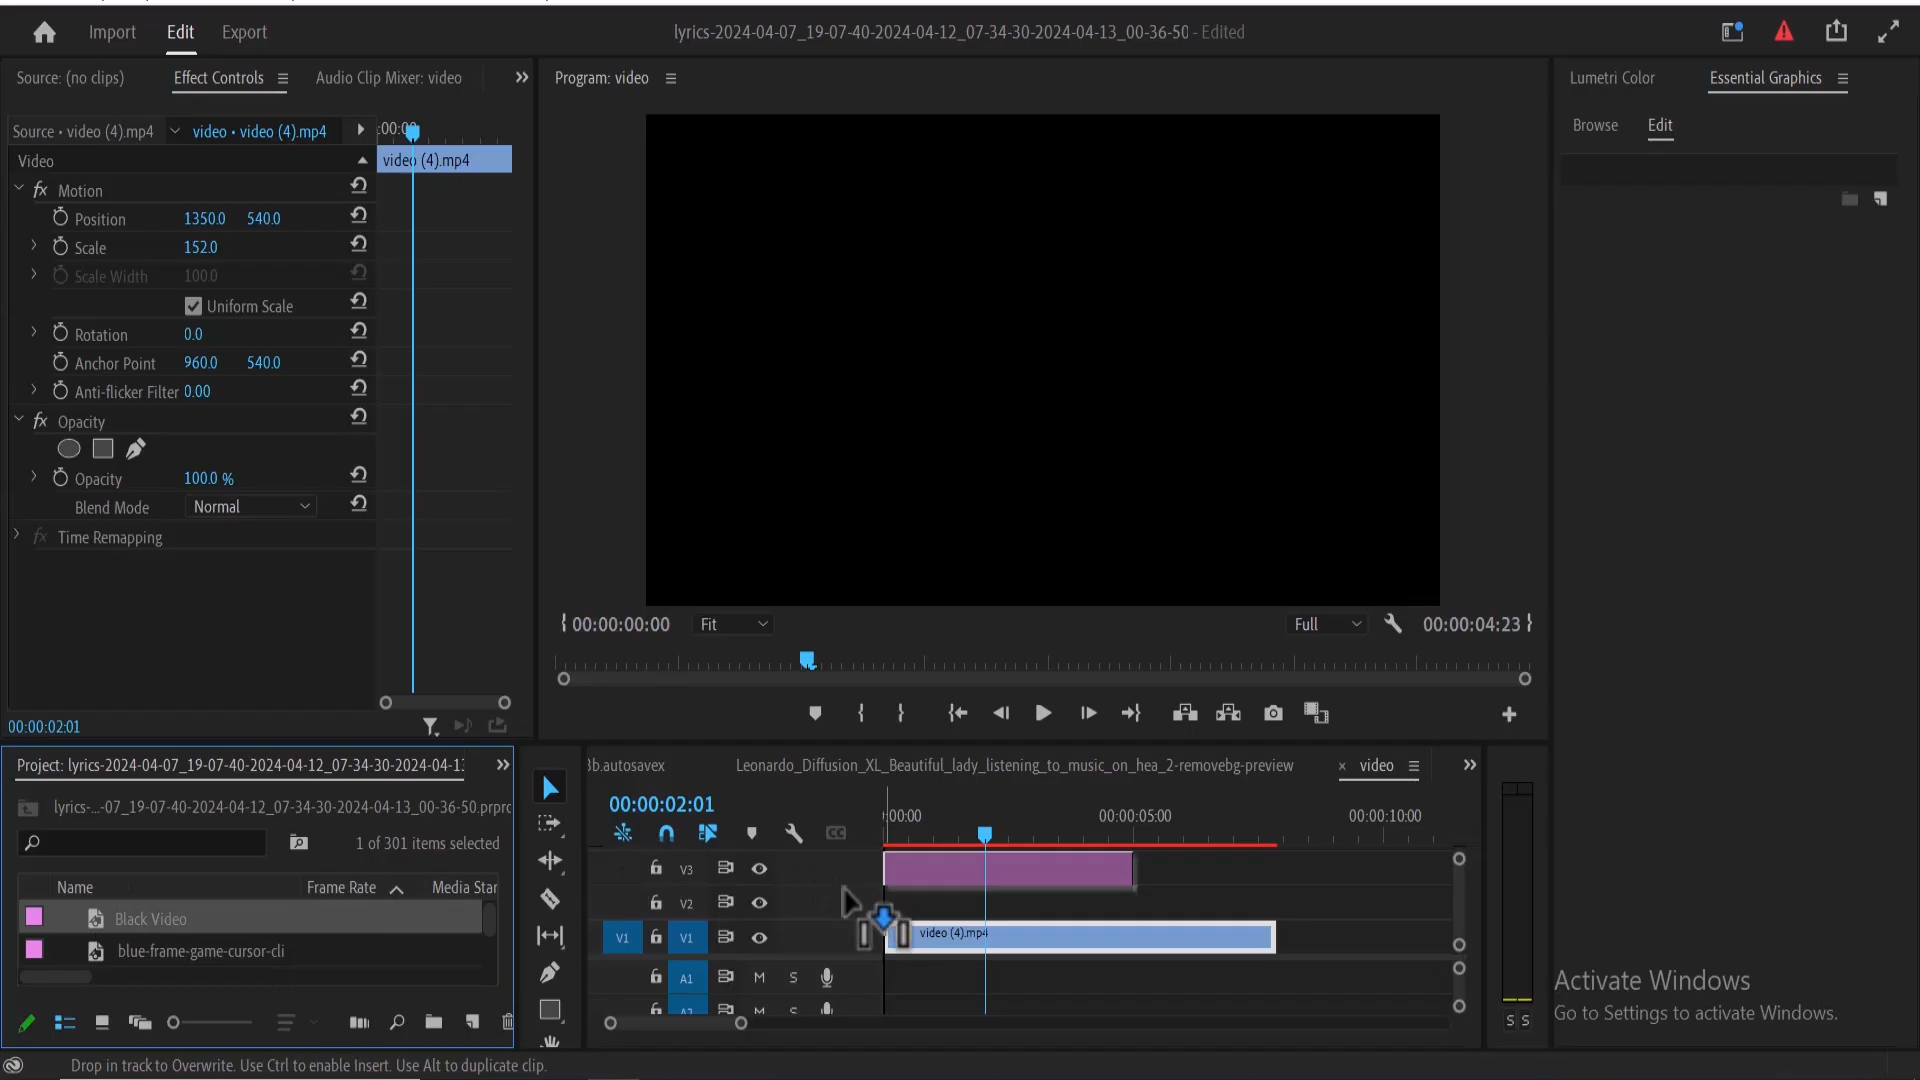 Import
Edit
Export
lyrics-2024-04-07_19-07-40-2024-04-12_07-34-30-2024-04-13_00-36-50 - Edited
Source: (no clips)
Effect Controls
Audio Clip Mixer: video
Program: video
Lumetri Color
Essential Graphics
Browse
Edit
Source • video (4).mp4
video • video (4).mp4
:00:00
Video
video (4).mp4
fx Motion
Position 1350.0 540.0
Scale 152.0
Scale Width 100.0
Uniform Scale
Rotation 0.0
Anchor Point 960.0 540.0
Anti-flicker Filter 0.00
fx Opacity
Opacity 100.0 %
Blend Mode Normal
fx Time Remapping
00:00:00:00
Fit
Full
00:00:04:23
00:00:02:01
Project: lyrics-2024-04-07_19-07-40-2024-04-12_07-34-30-2024-04-13
lyrics-...-07_19-07-40-2024-04-12_07-34-30-2024-04-13_00-36-50.prproj
1 of 301 items selected
Name
Frame Rate
Media Star
Black Video
blue-frame-game-cursor-cli
3b.autosavex
Leonardo_Diffusion_XL_Beautiful_lady_listening_to_music_on_hea_2-removebg-preview
× video
00:00:02:01
:00:00
00:00:05:00
00:00:10:00
CC
V3
V2
V1 V1
video (4).mp4
A1 M S
A2 M S
S S
Activate Windows
Go to Settings to activate Windows.
Drop in track to Overwrite. Use Ctrl to enable Insert. Use Alt to duplicate clip.